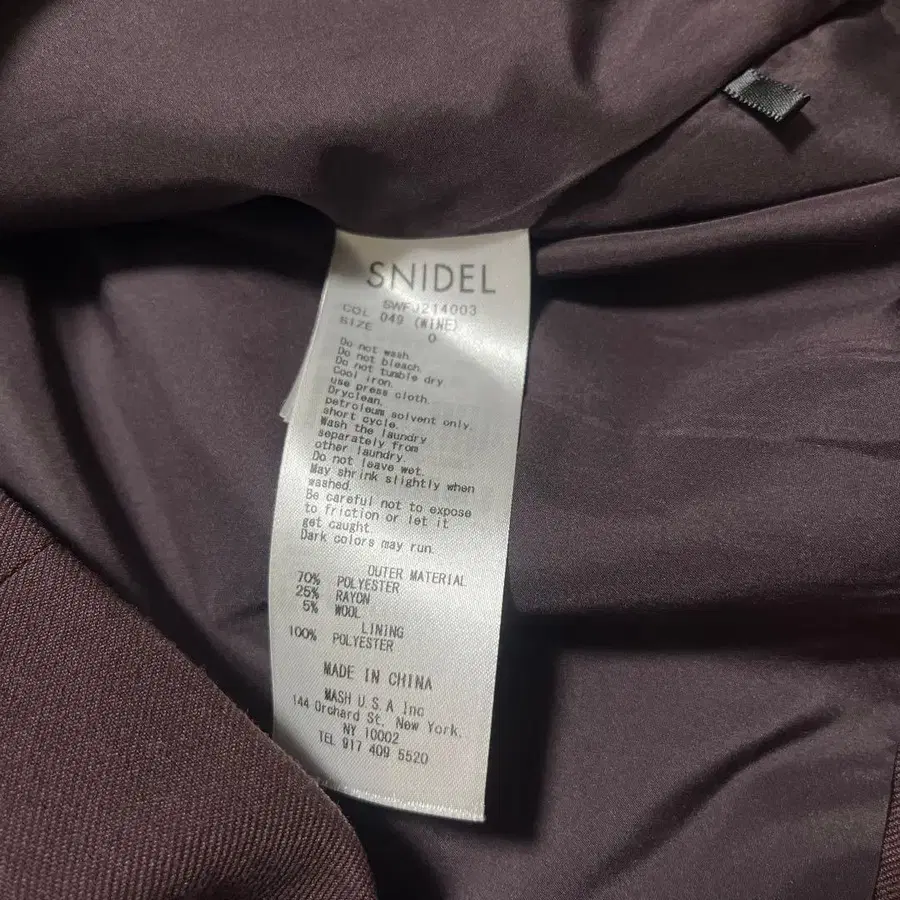 SNIDEL
SWFJ214003
COL 049 (WINE)
SIZE 0
Do not wash.
Do not bleach.
Do not tumble dry.
Cool iron.
use press cloth.
Dryclean,
petroleum solvent only.
short cycle.
Wash the laundry
separately from
other laundry.
Do not leave wet.
May shrink slightly when
washed.
Be careful not to expose
to friction or let it
get caught.
Dark colors may run.
OUTER MATERIAL
70% POLYESTER
25% RAYON
5% WOOL
LINING
100% POLYESTER
MADE IN CHINA
MASH U.S.A Inc
144 Orchard St. New York.
NY 10002
TEL 917 409 5520